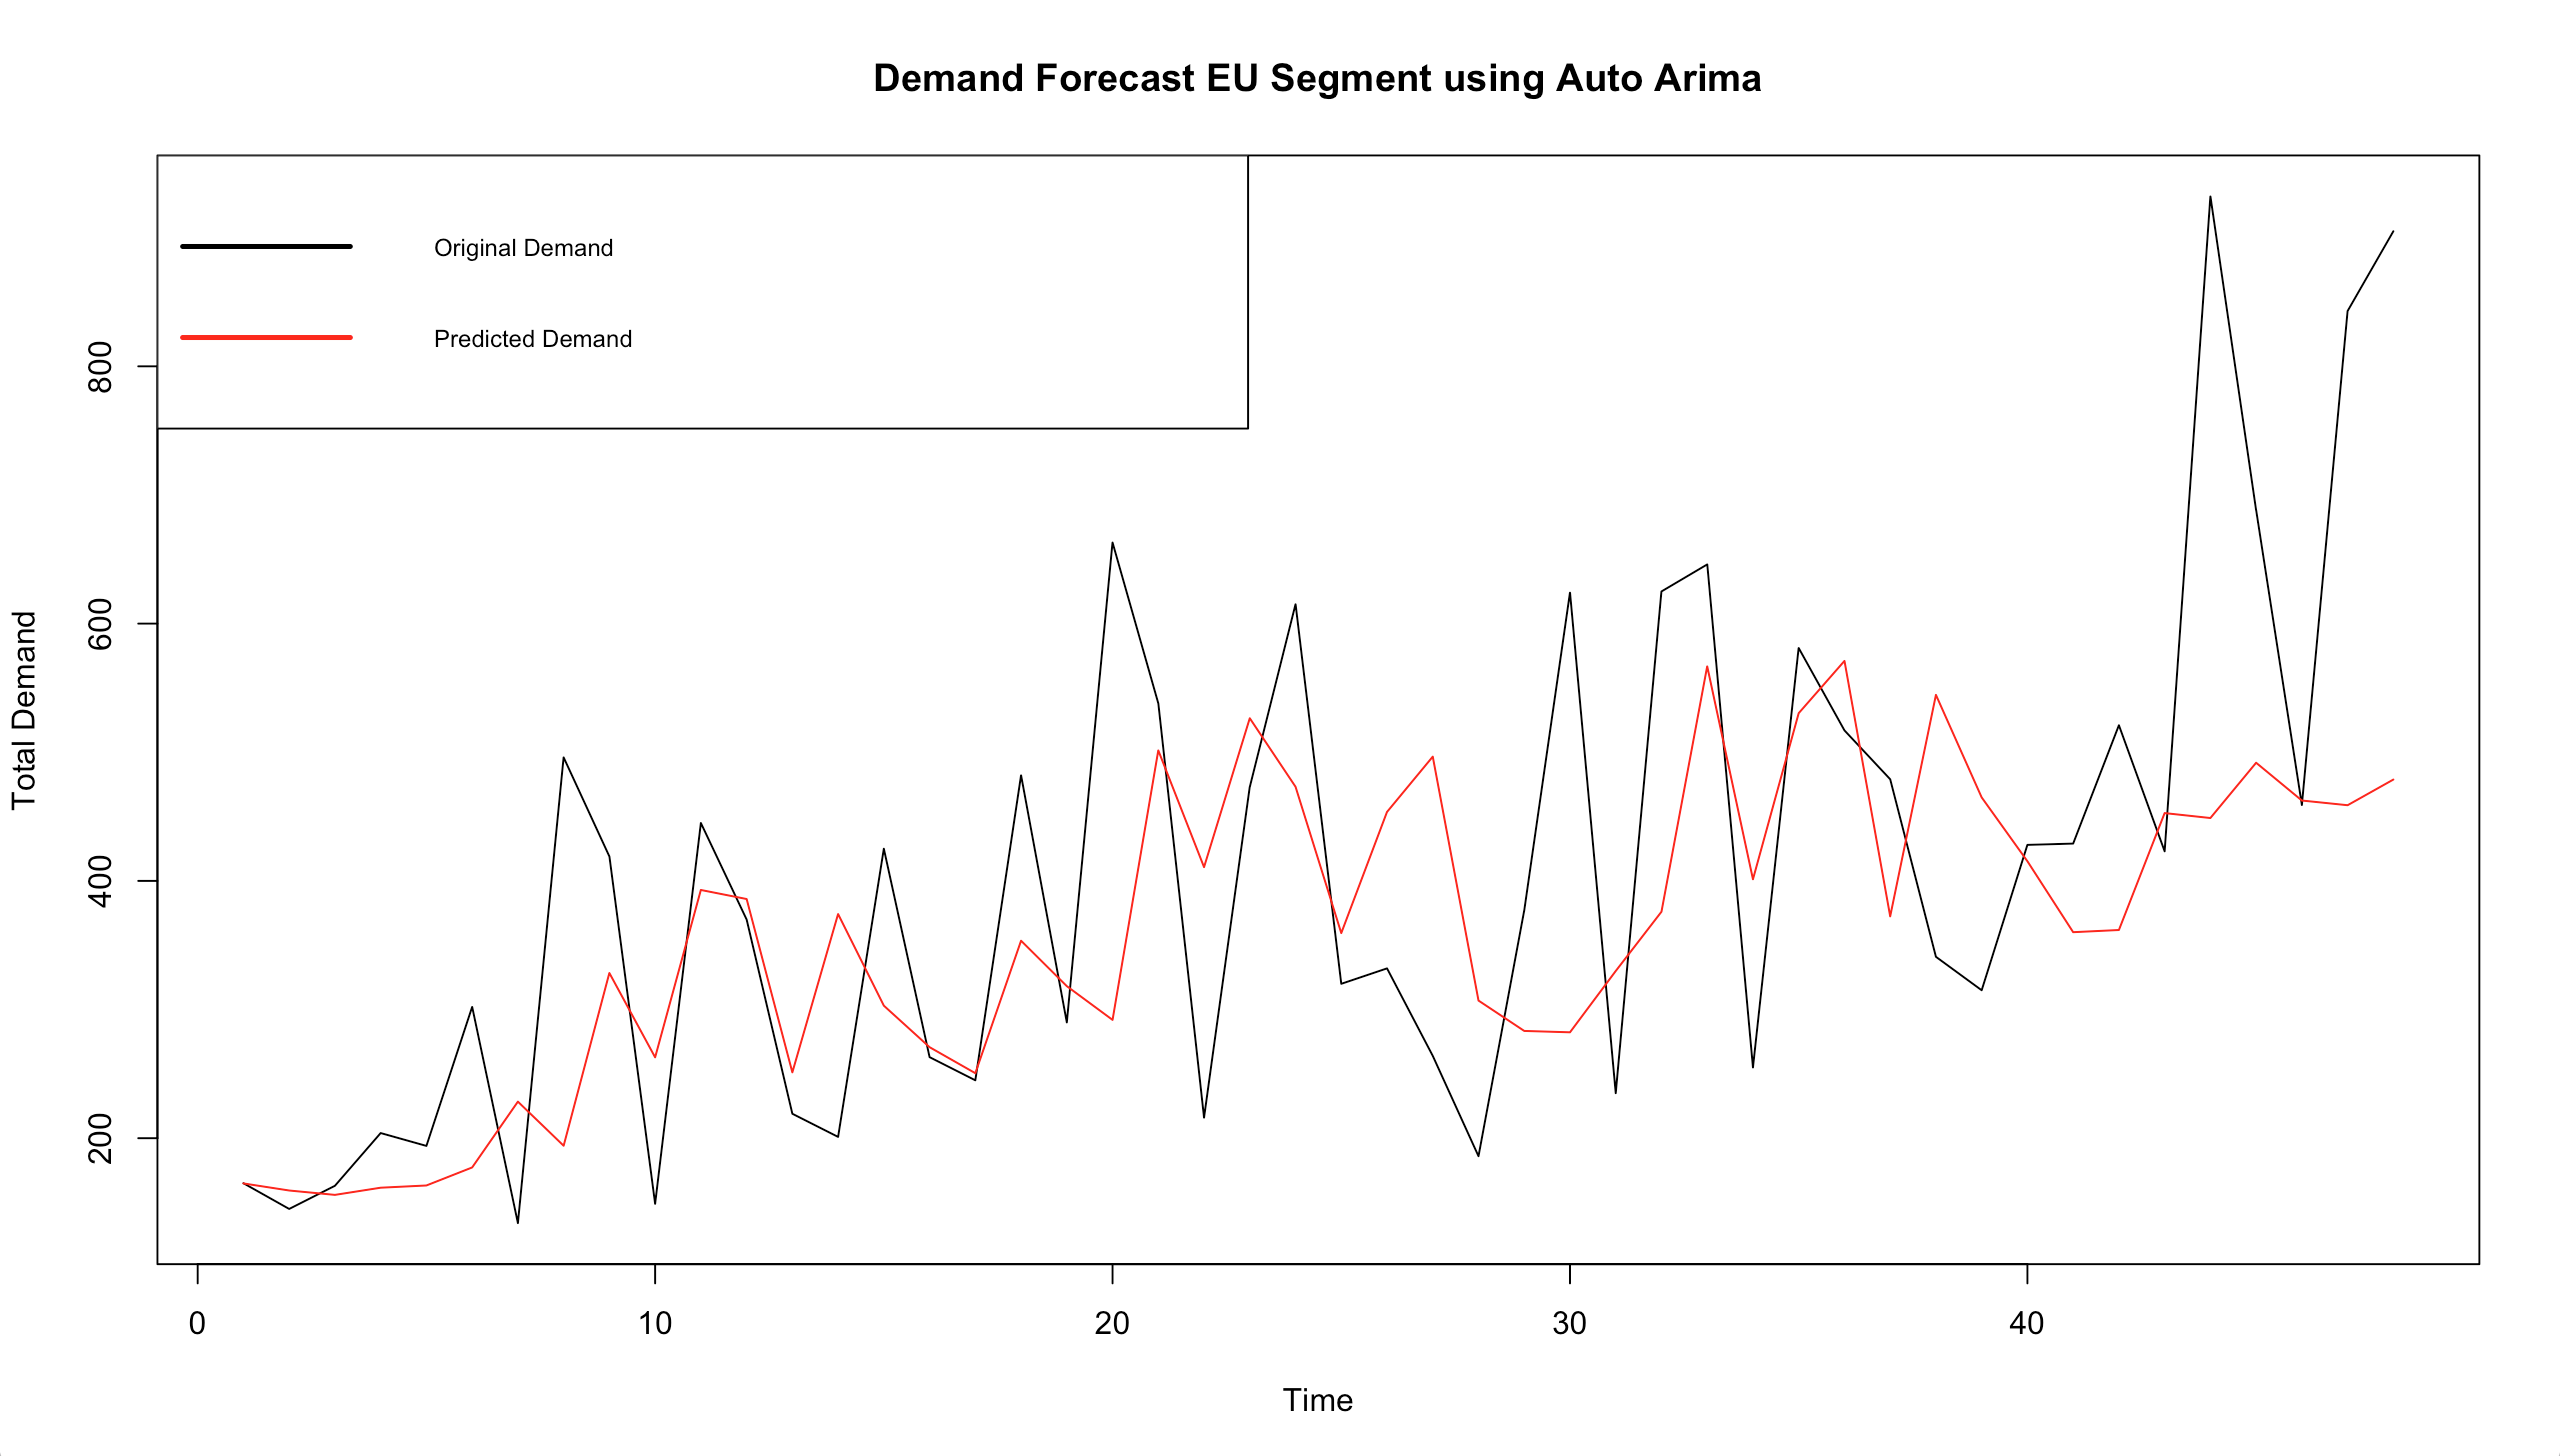 Demand Forecast EU Segment using Auto Arima
Original Demand
Predicted Demand
Total Demand
800
600
400
200
0 10 20 30 40
Time